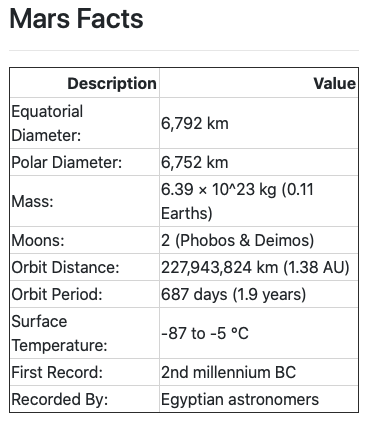 Mars Facts
Description Value
Equatorial
Diameter: 6,792 km
Polar Diameter: 6,752 km
Mass: 6.39 × 10^23 kg (0.11
Earths)
Moons: 2 (Phobos & Deimos)
Orbit Distance: 227,943,824 km (1.38 AU)
Orbit Period: 687 days (1.9 years)
Surface
Temperature: -87 to -5 °C
First Record: 2nd millennium BC
Recorded By: Egyptian astronomers